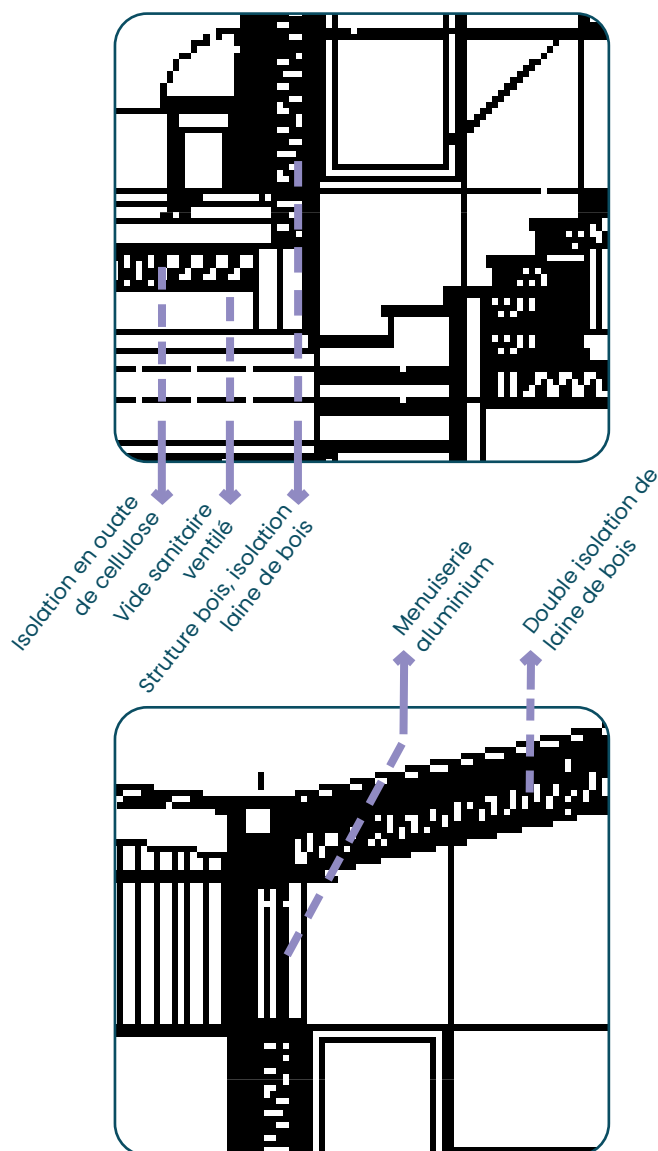 Isolation en ouate
de cellulose
Vide sanitaire
ventilé
Struture bois, isolation
laine de bois
Menuiserie
aluminium
Double isolation de
laine de bois